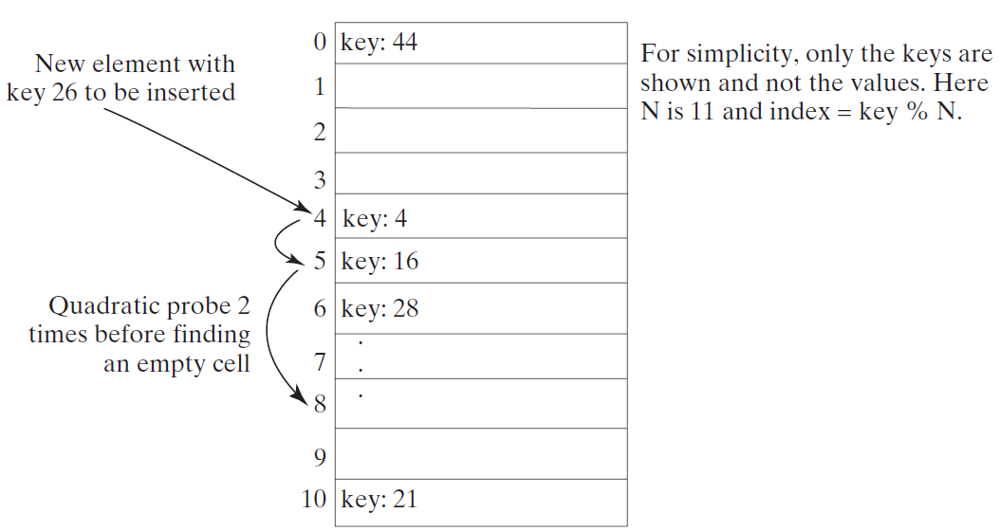 New element with
key 26 to be inserted
0 key: 44
1
2
3
4 key: 4
5 key: 16
6 key: 28
7
8
9
10 key: 21
Quadratic probe 2
times before finding
an empty cell
For simplicity, only the keys are
shown and not the values. Here
N is 11 and index = key % N.